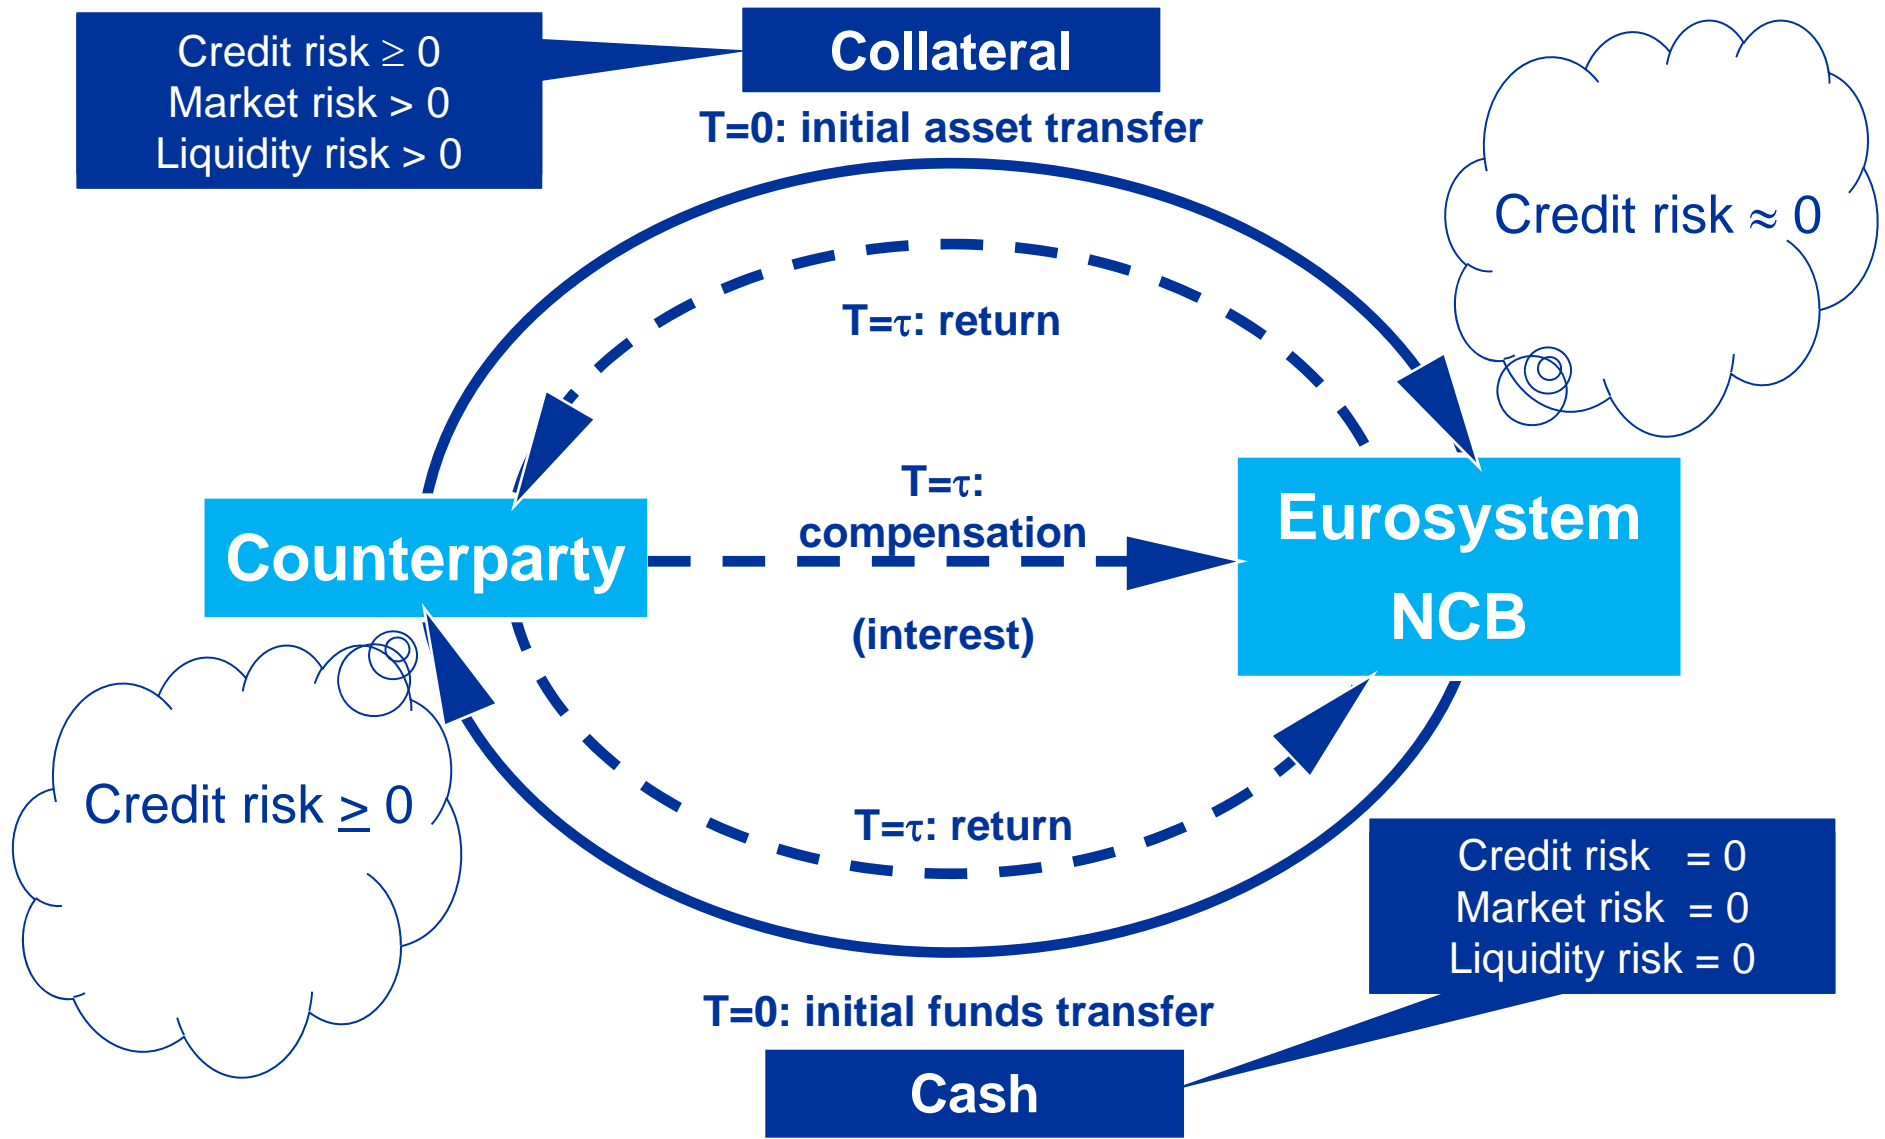 Credit risk ≥ 0
Market risk > 0
Liquidity risk > 0
Collateral
T=0: initial asset transfer
Credit risk ≈ 0
T=τ: return
T=τ:
compensation
(interest)
Counterparty
Eurosystem
NCB
Credit risk ≥ 0
T=τ: return
Credit risk = 0
Market risk = 0
Liquidity risk = 0
T=0: initial funds transfer
Cash